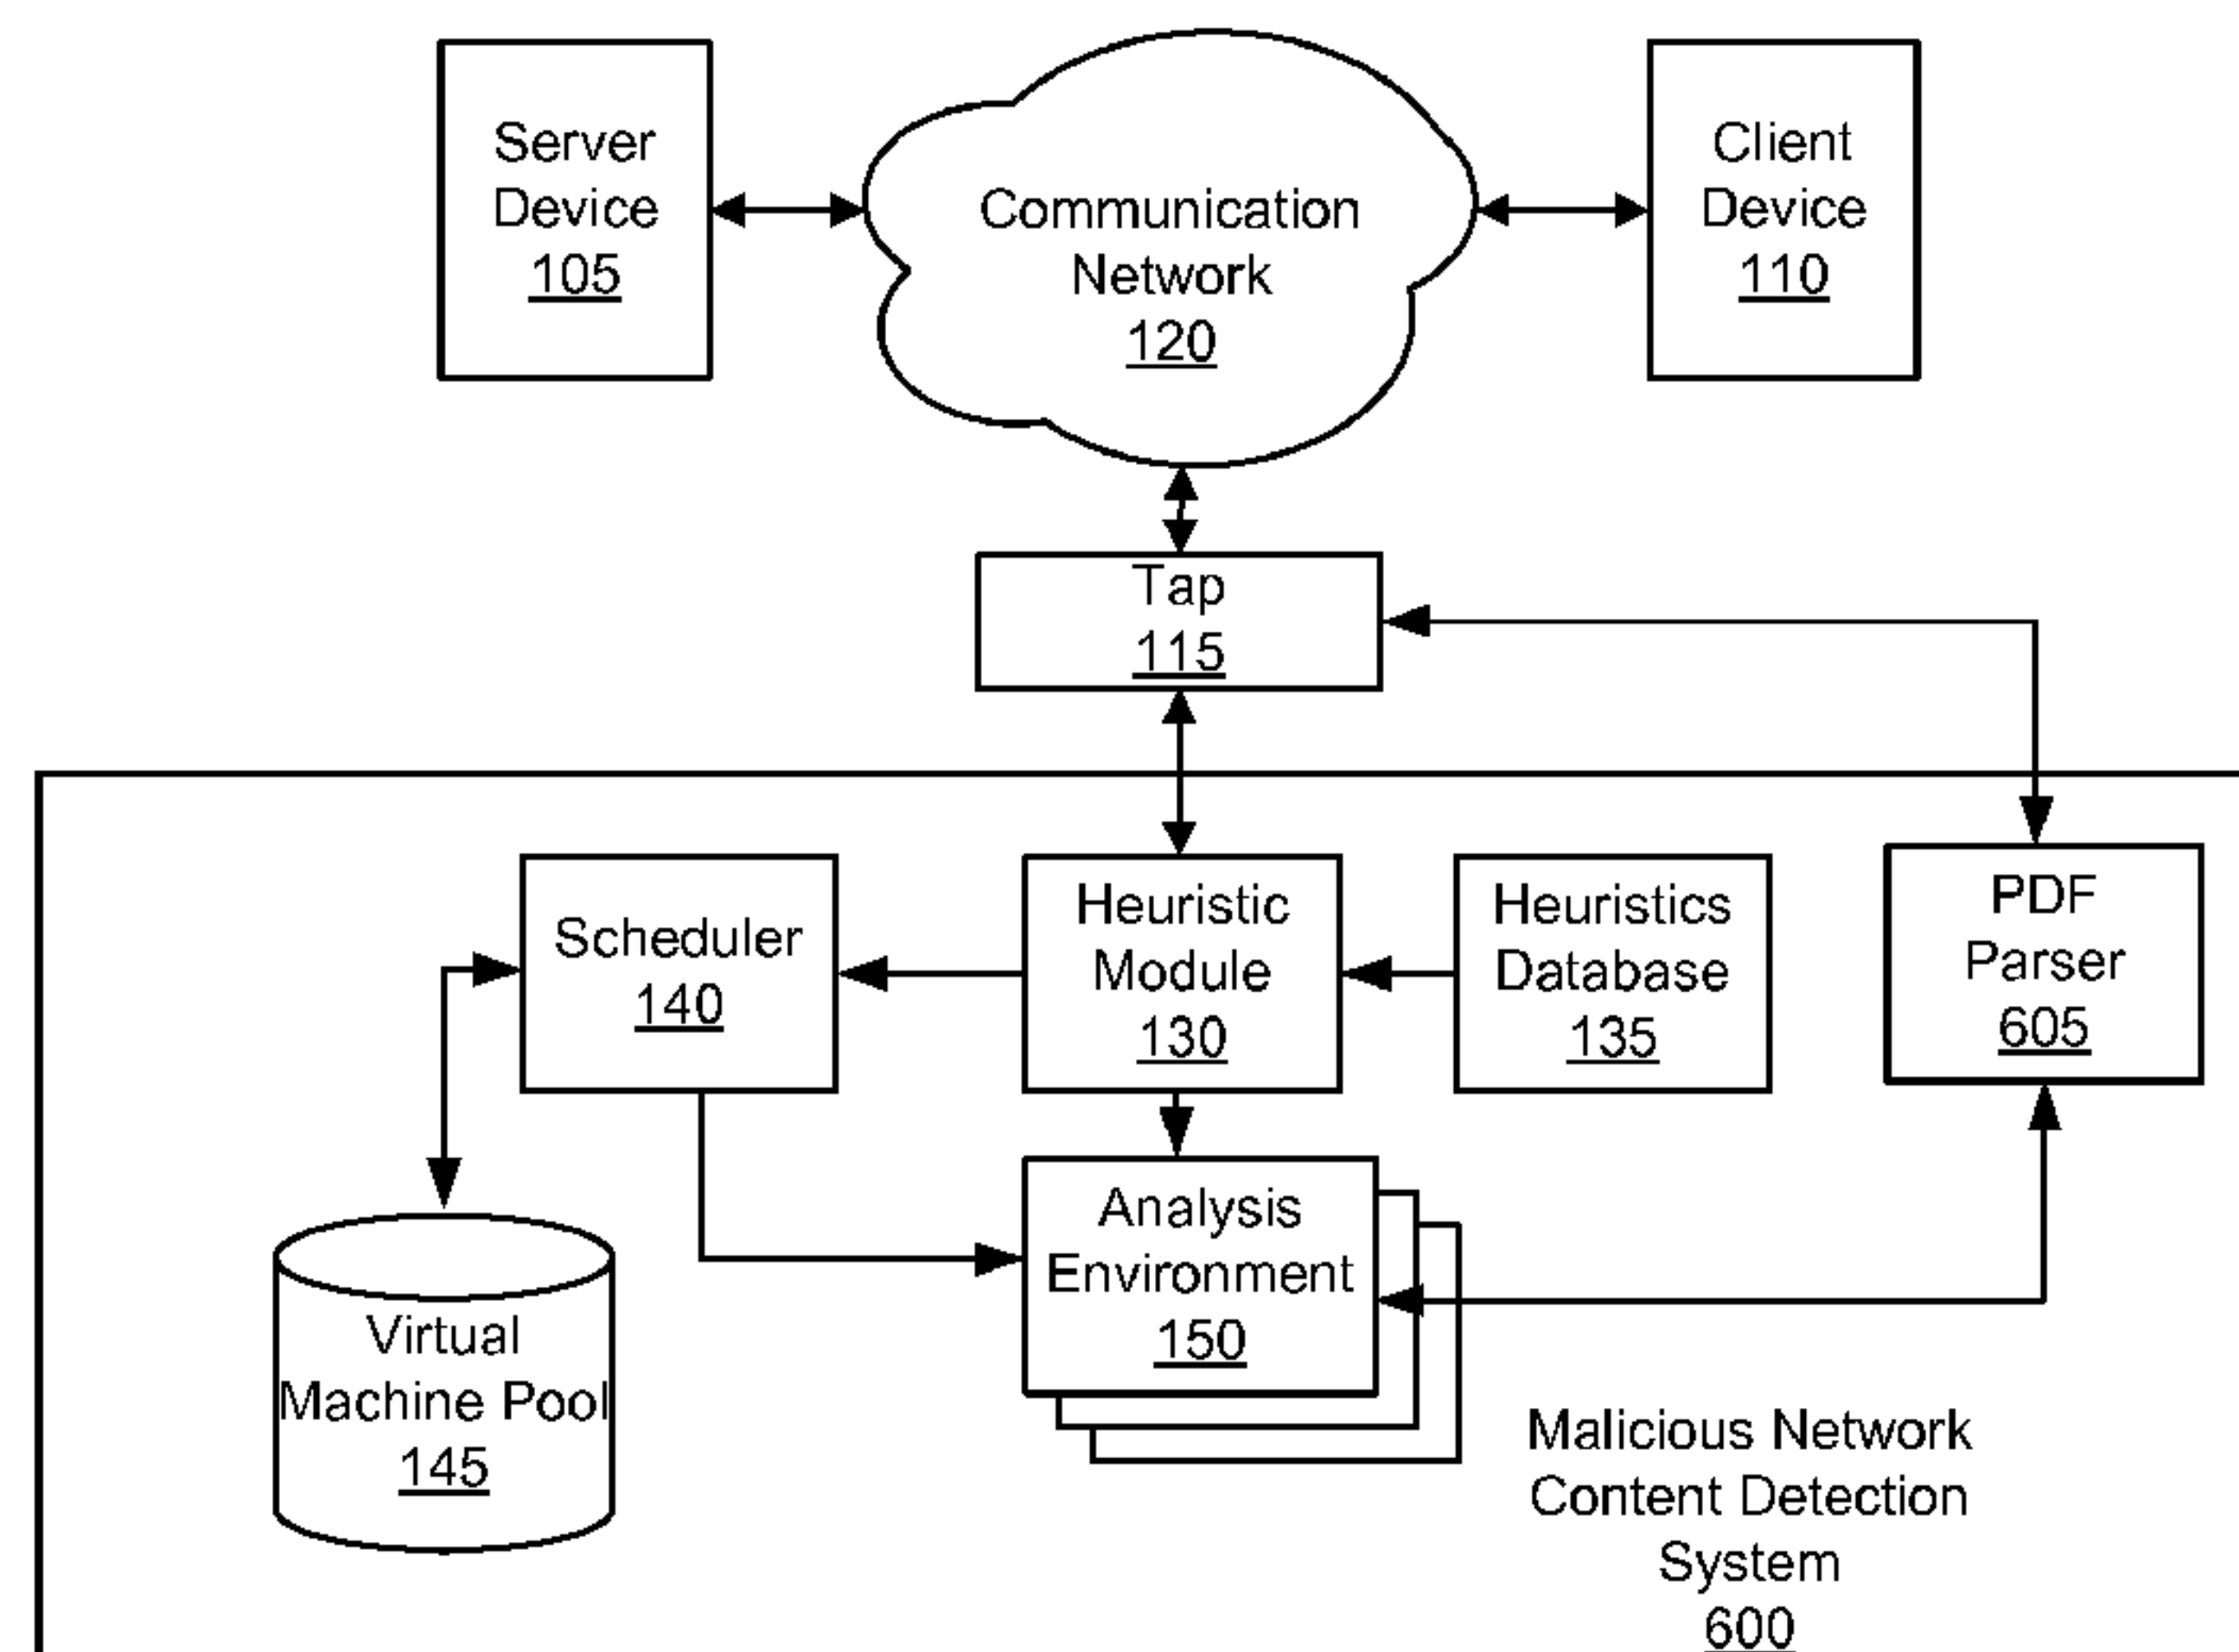 Server
Device
105
Communication
Network
120
Client
Device
110
Tap
115
Scheduler
140
Heuristic
Module
130
Heuristics
Database
135
PDF
Parser
605
Virtual
Machine Pool
145
Analysis
Environment
150
Malicious Network
Content Detection
System
600